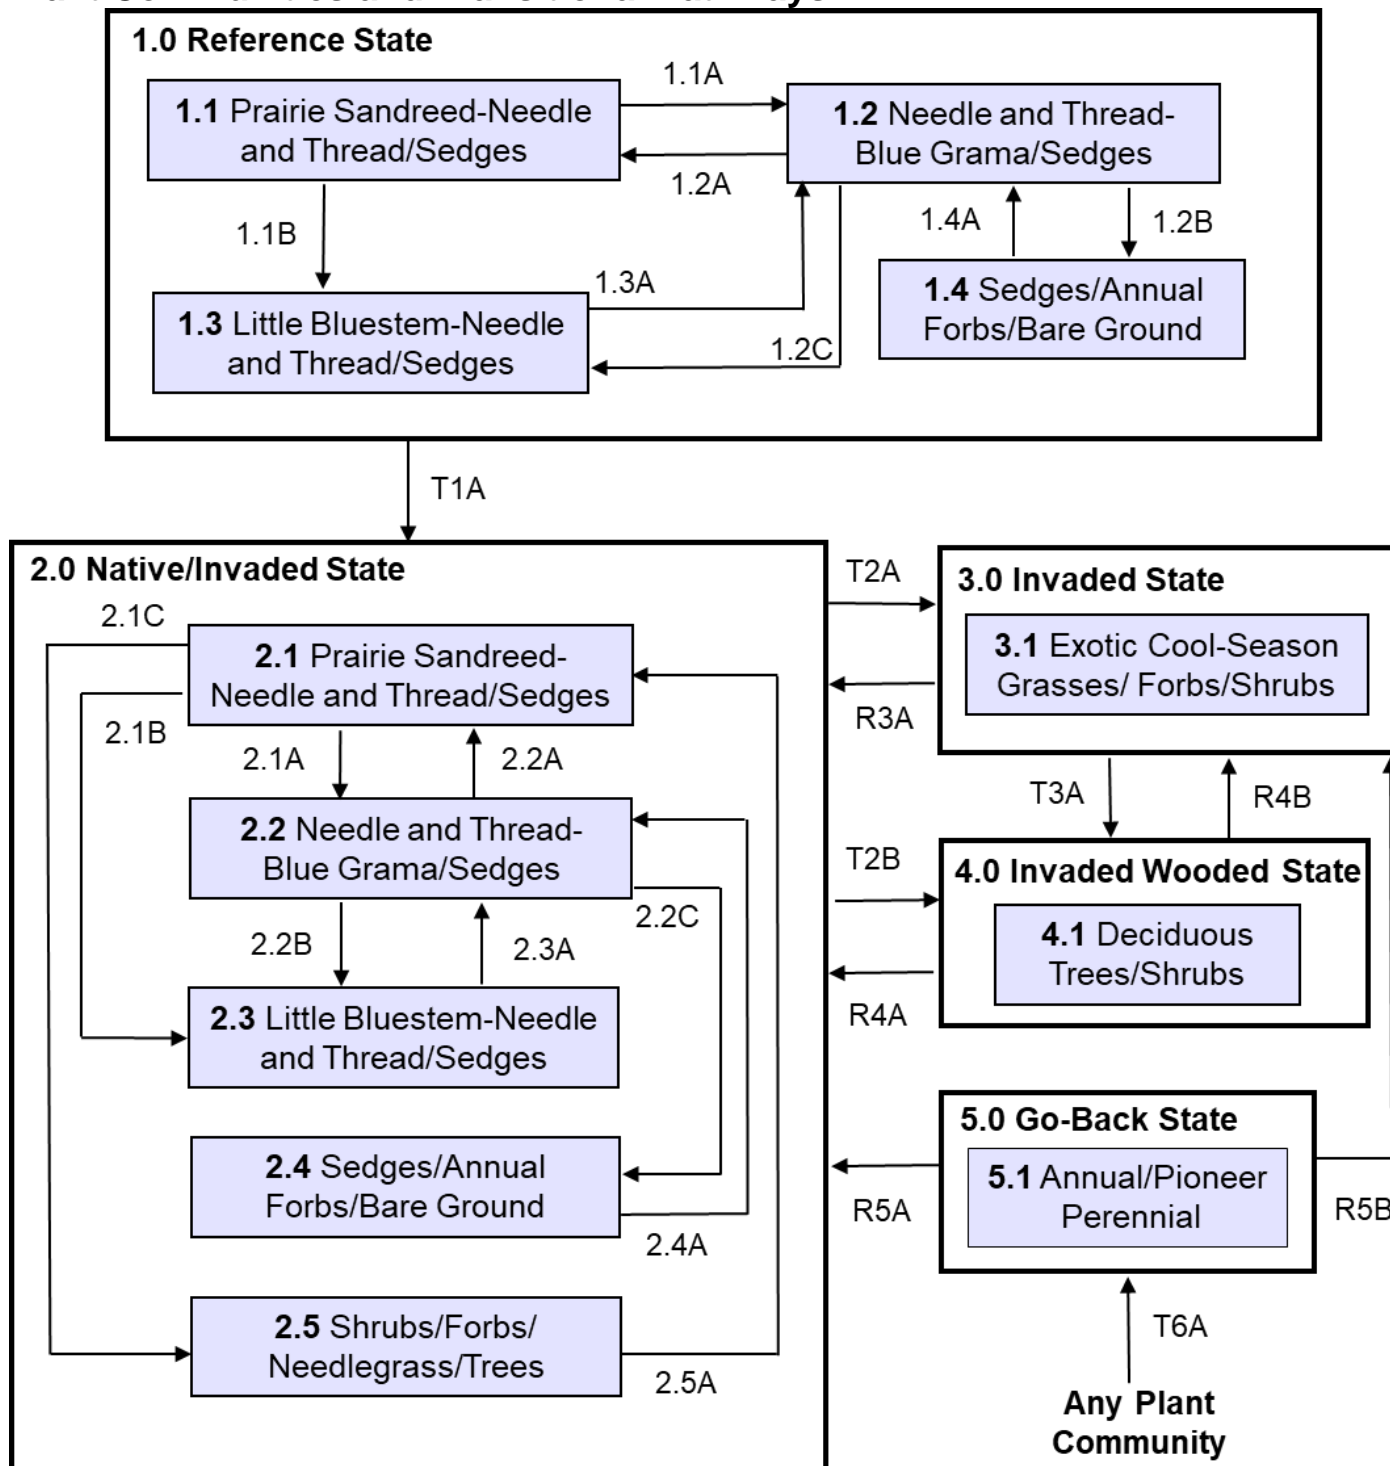 1.0 Reference State
1.1 Prairie Sandreed-Needle
and Thread/Sedges
1.1A
1.2 Needle and Thread-
Blue Grama/Sedges
1.2A
1.1B
1.4A
1.2B
1.3A
1.3 Little Bluestem-Needle
and Thread/Sedges
1.2C
1.4 Sedges/Annual
Forbs/Bare Ground
T1A
2.0 Native/Invaded State
2.1C
2.1 Prairie Sandreed-
Needle and Thread/Sedges
2.1B
2.1A
2.2A
2.2 Needle and Thread-
Blue Grama/Sedges
2.2C
2.2B
2.3A
2.3 Little Bluestem-Needle
and Thread/Sedges
2.4 Sedges/Annual
Forbs/Bare Ground
2.4A
2.5 Shrubs/Forbs/
Needlegrass/Trees
2.5A
T2A
R3A
3.0 Invaded State
3.1 Exotic Cool-Season
Grasses/ Forbs/Shrubs
T3A
R4B
T2B
R4A
4.0 Invaded Wooded State
4.1 Deciduous
Trees/Shrubs
5.0 Go-Back State
5.1 Annual/Pioneer
Perennial
R5A
R5B
T6A
Any Plant
Community